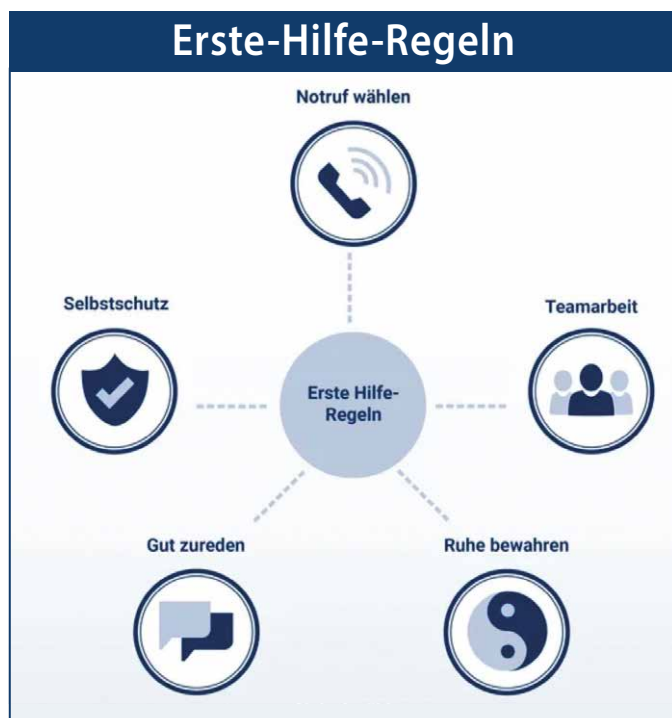 Erste-Hilfe-Regeln
Notruf wählen
Selbstschutz
Teamarbeit
Erste Hilfe-
Regeln
Gut zureden
Ruhe bewahren